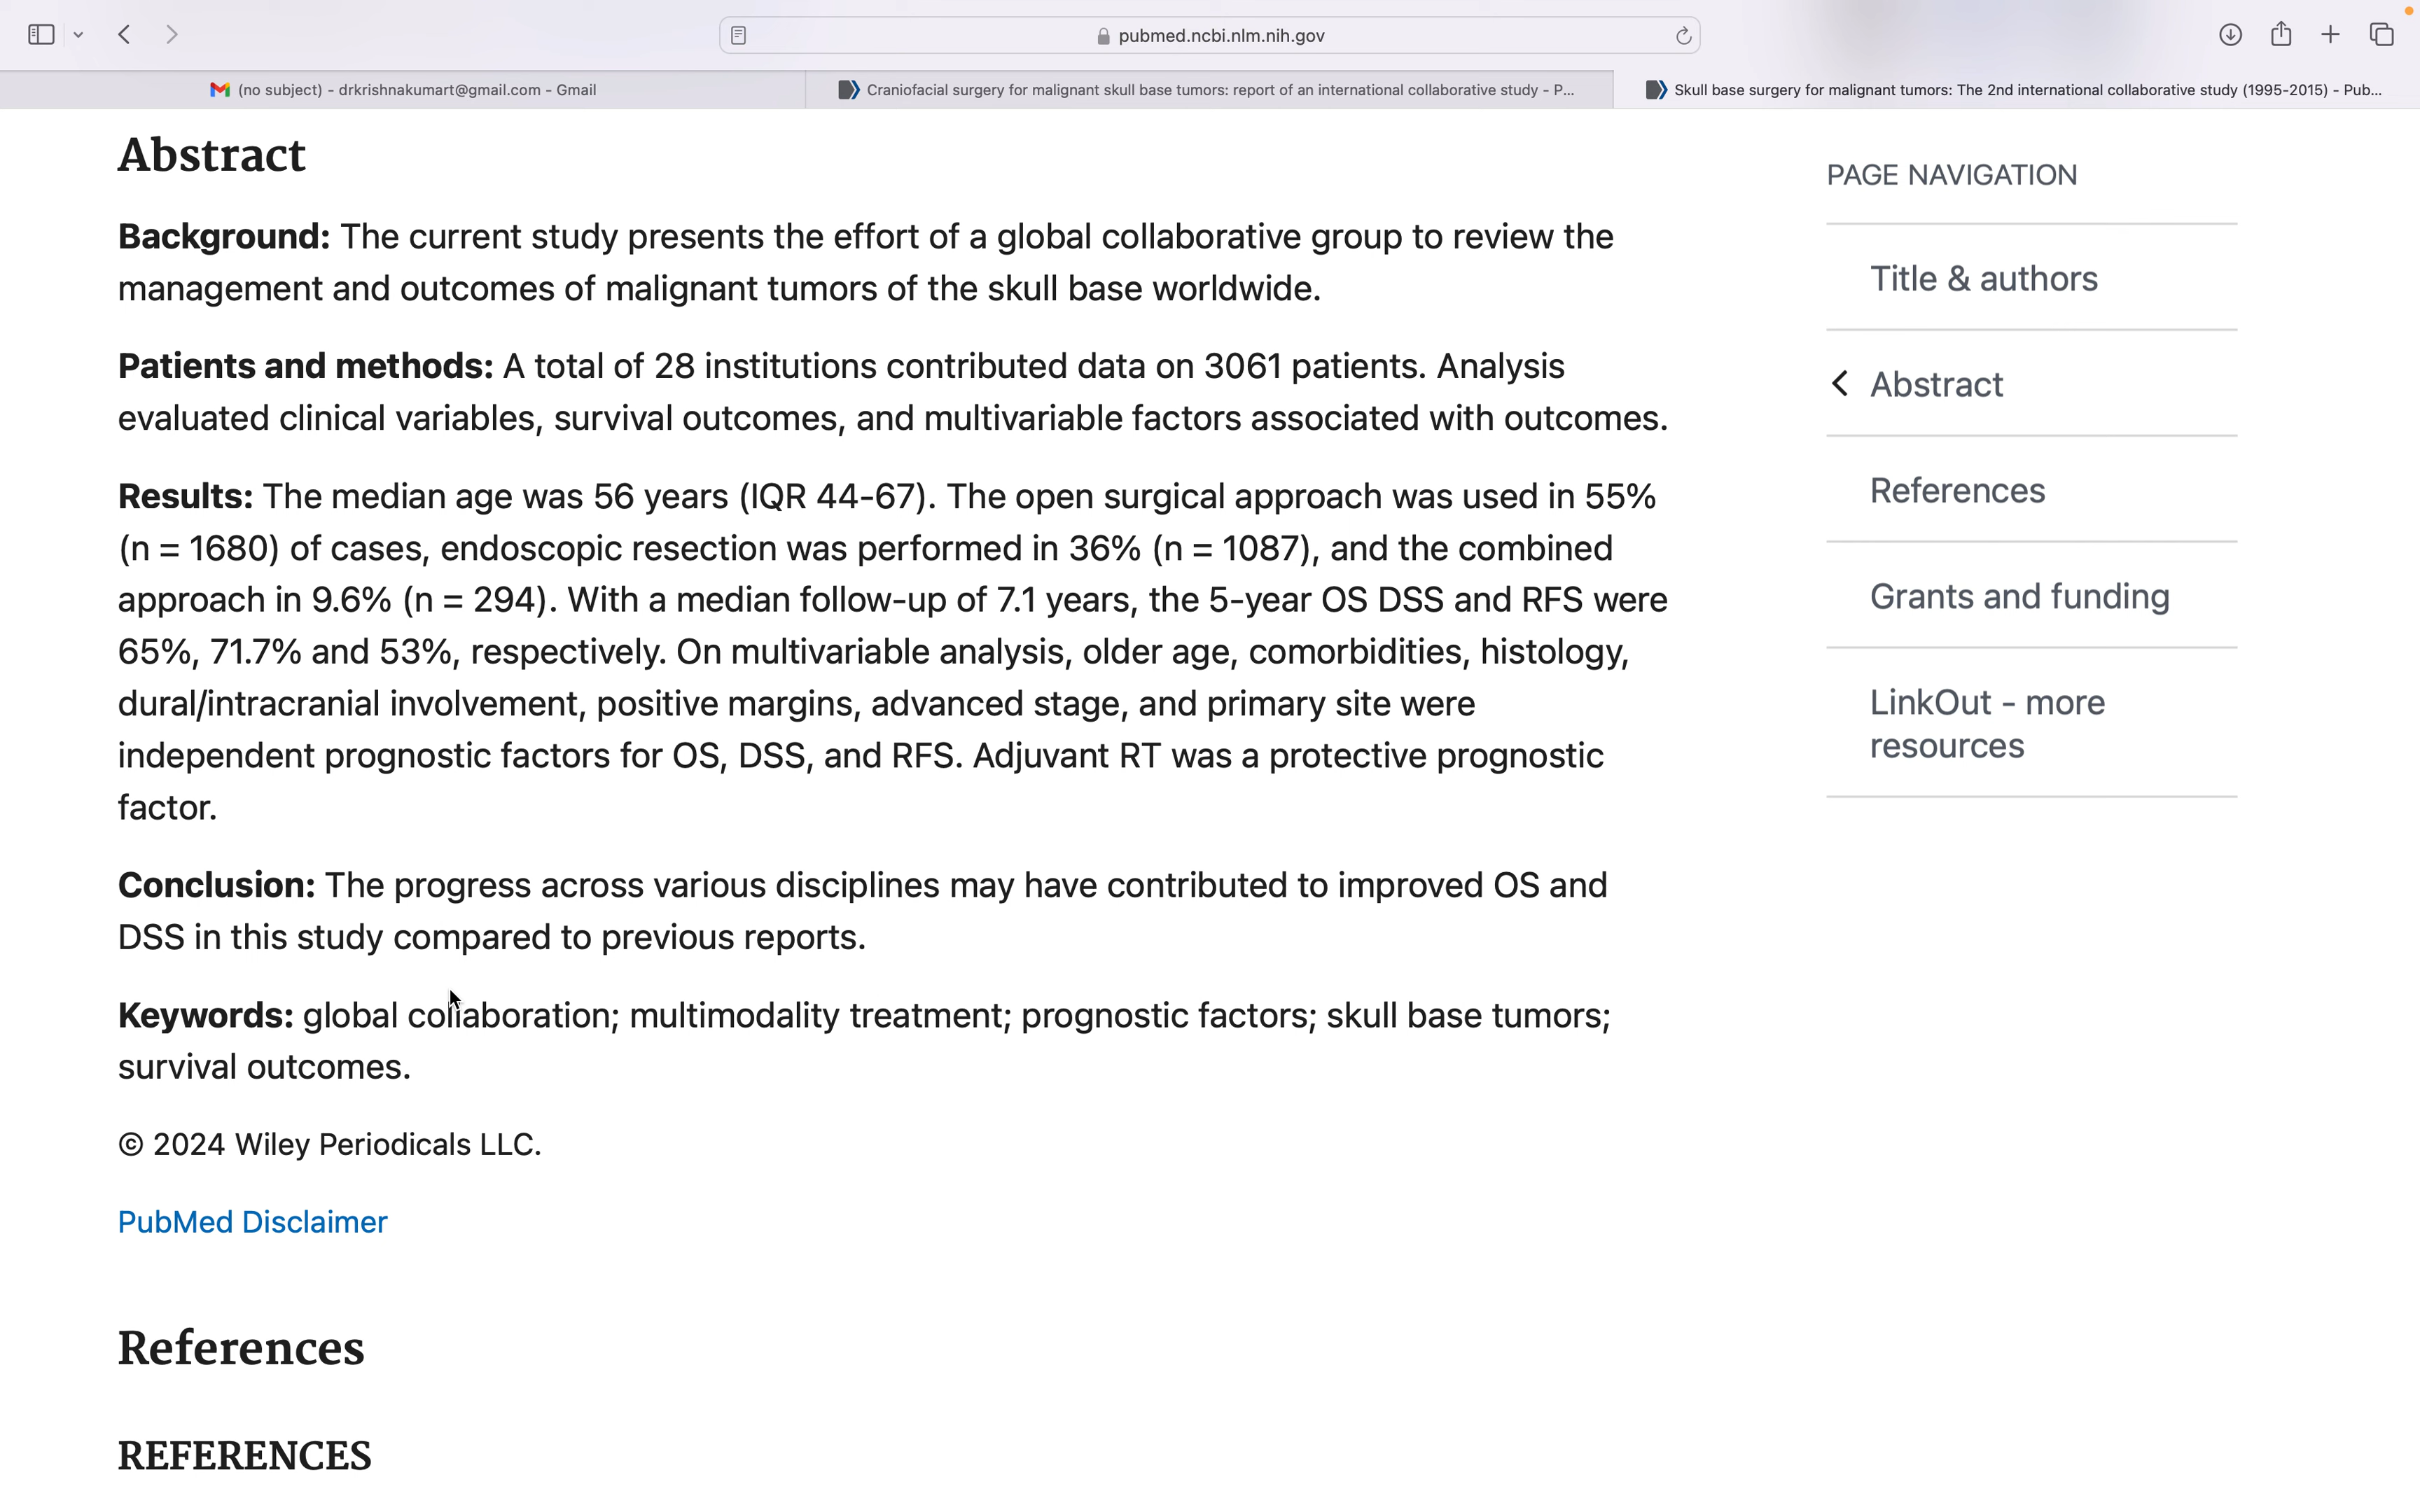 pubmed.ncbi.nlm.nih.gov
(no subject) - drkrishnakumart@gmail.com - Gmail
Craniofacial surgery for malignant skull base tumors: report of an international collaborative study - P...
Skull base surgery for malignant tumors: The 2nd international collaborative study (1995-2015) - Pub...
Abstract
Background: The current study presents the effort of a global collaborative group to review the
management and outcomes of malignant tumors of the skull base worldwide.
Patients and methods: A total of 28 institutions contributed data on 3061 patients. Analysis
evaluated clinical variables, survival outcomes, and multivariable factors associated with outcomes.
Results: The median age was 56 years (IQR 44-67). The open surgical approach was used in 55%
(n = 1680) of cases, endoscopic resection was performed in 36% (n = 1087), and the combined
approach in 9.6% (n = 294). With a median follow-up of 7.1 years, the 5-year OS DSS and RFS were
65%, 71.7% and 53%, respectively. On multivariable analysis, older age, comorbidities, histology,
dural/intracranial involvement, positive margins, advanced stage, and primary site were
independent prognostic factors for OS, DSS, and RFS. Adjuvant RT was a protective prognostic
factor.
Conclusion: The progress across various disciplines may have contributed to improved OS and
DSS in this study compared to previous reports.
Keywords: global collaboration; multimodality treatment; prognostic factors; skull base tumors;
survival outcomes.
© 2024 Wiley Periodicals LLC.
PubMed Disclaimer
References
REFERENCES
PAGE NAVIGATION
Title & authors
Abstract
References
Grants and funding
LinkOut - more
resources